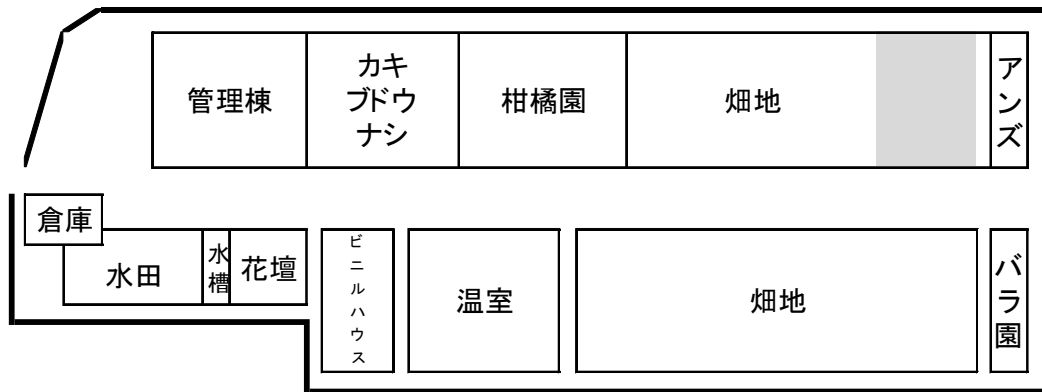 管理棟
カキ
ブドウ
ナシ
柑橘園
畑地
アンズ
倉庫
水田
水槽
花壇
ビニルハウス
温室
畑地
バラ園